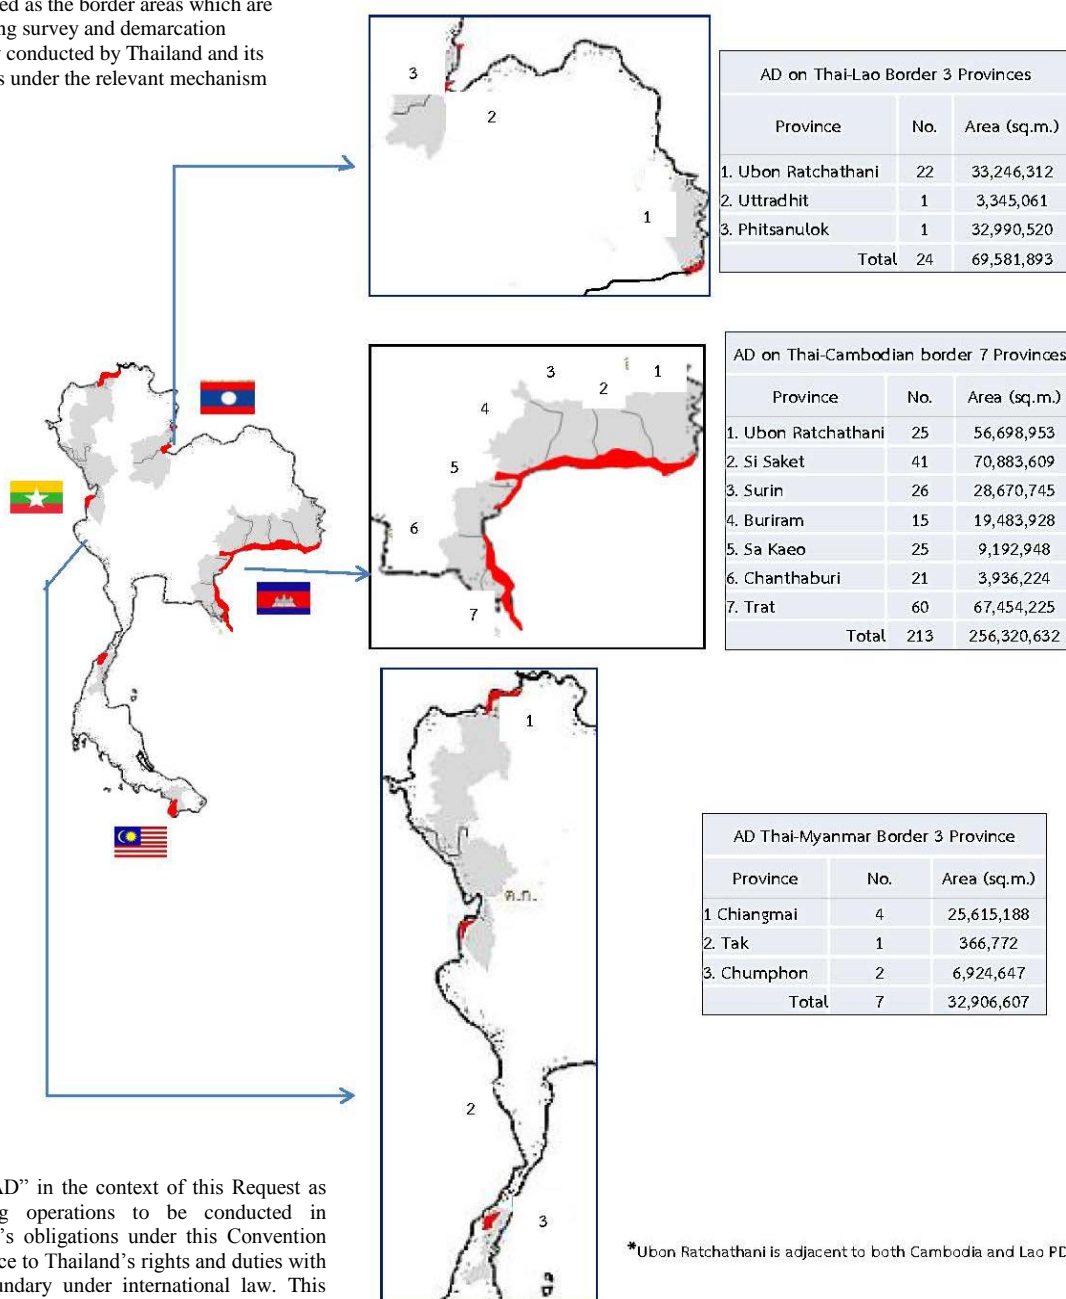 ed as the border areas which are
ng survey and demarcation
conducted by Thailand and its
s under the relevant mechanism
3
2
1
AD on Thai-Lao Border 3 Provinces
Province No. Area (sq.m.)
1. Ubon Ratchathani 22 33,246,312
2. Uttradhit 1 3,345,061
3. Phitsanulok 1 32,990,520
Total 24 69,581,893
3
2
1
4
5
6
7
AD on Thai-Cambodian border 7 Provinces
Province No. Area (sq.m.)
1. Ubon Ratchathani 25 56,698,953
2. Si Saket 41 70,883,609
3. Surin 26 28,670,745
4. Buriram 15 19,483,928
5. Sa Kaeo 25 9,192,948
6. Chanthaburi 21 3,936,224
7. Trat 60 67,454,225
Total 213 256,320,632
1
ต.ก.
2
3
AD Thai-Myanmar Border 3 Province
Province No. Area (sq.m.)
1 Chiangmai 4 25,615,188
2. Tak 1 366,772
3. Chumphon 2 6,924,647
Total 7 32,906,607
AD” in the context of this Request as
g operations to be conducted in
’s obligations under this Convention
ce to Thailand’s rights and duties with
undary under international law. This
*Ubon Ratchathani is adjacent to both Cambodia and Lao PD